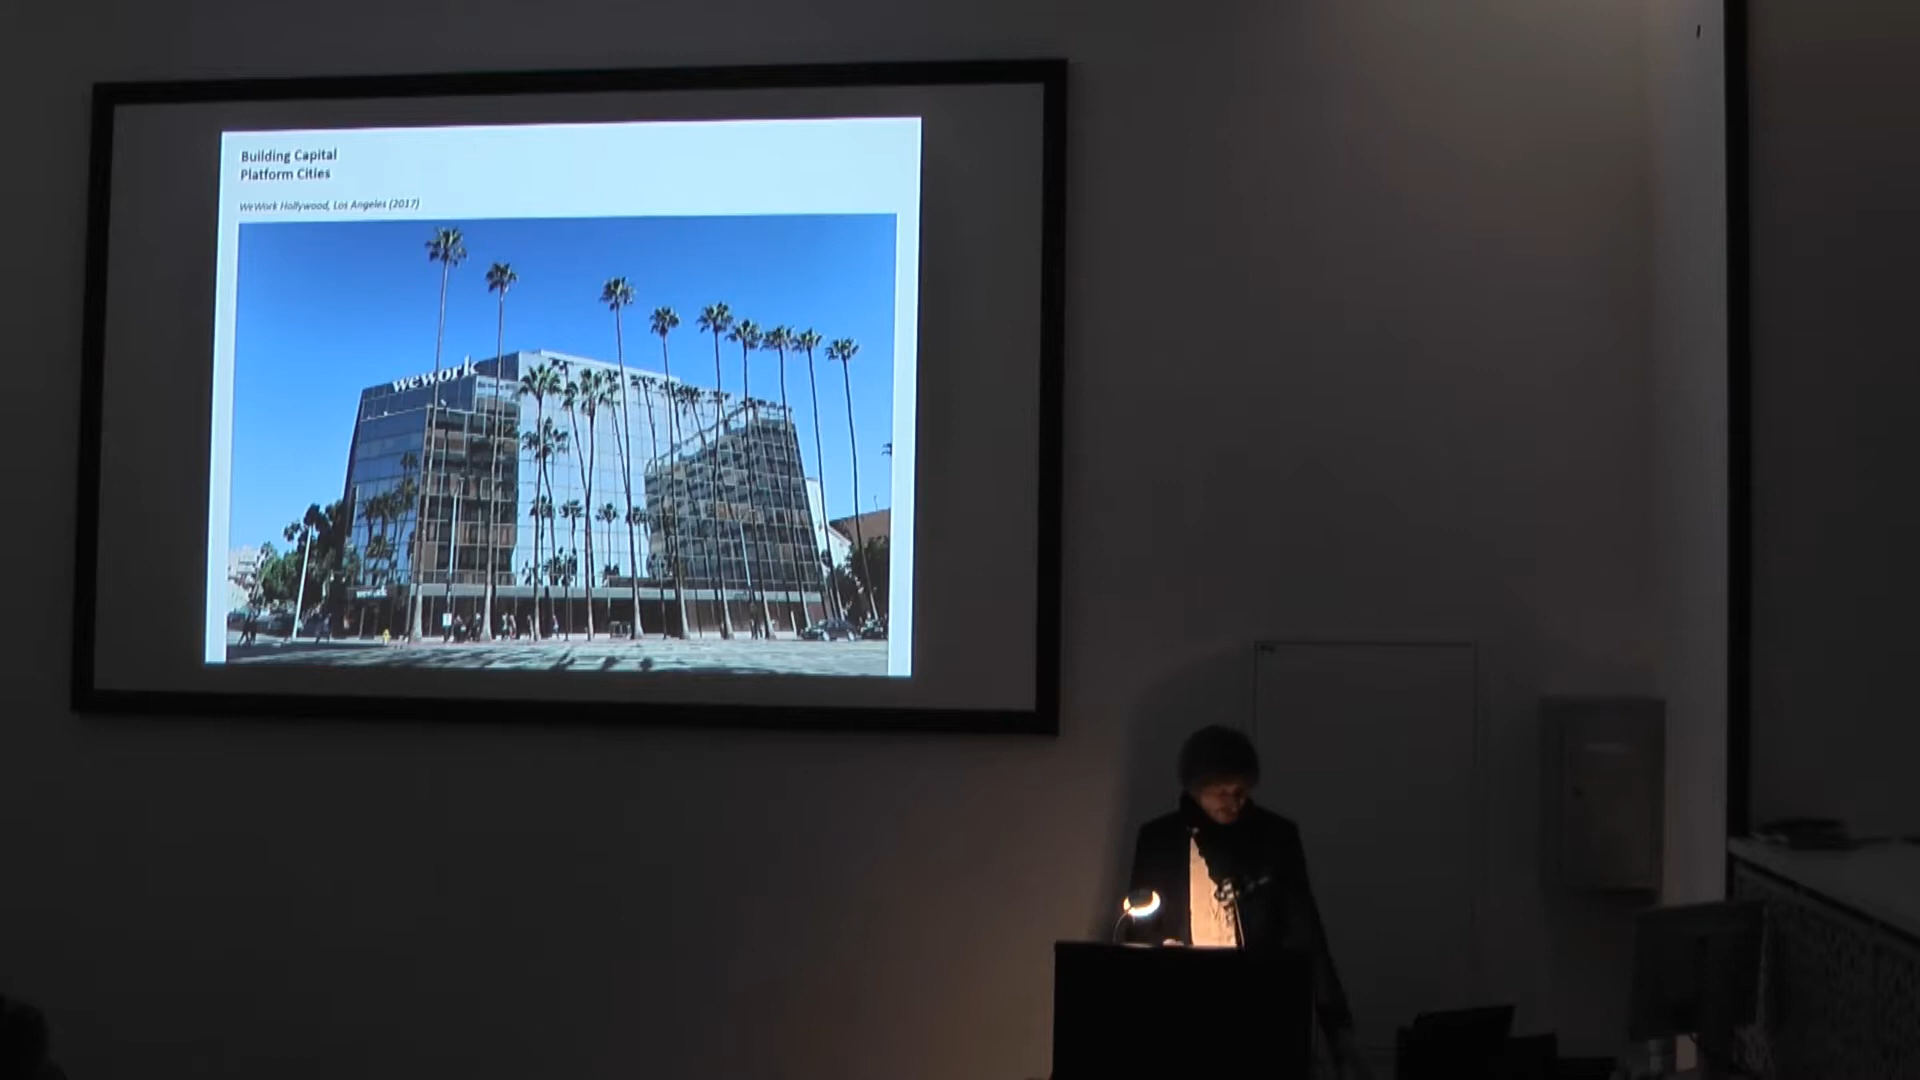 Building Capital
Platform Cities
WeWork Hollywood, Los Angeles (2017)
wework